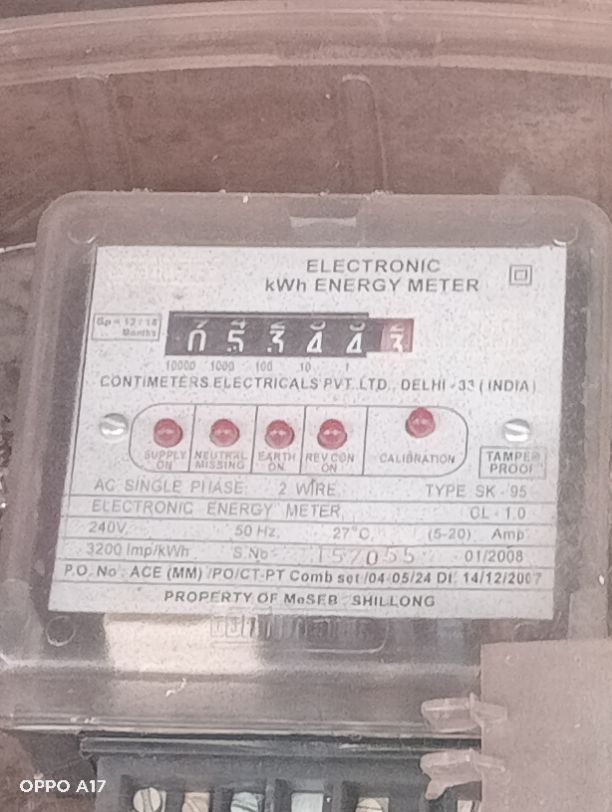 ELECTRONIC
kWh ENERGY METER
Gp = 12 / 18
Months
0 5 3 4 4 3
10000 1000 100 10 1
CONTIMETERS ELECTRICALS PVT. LTD. DELHI - 33 ( INDIA )
SUPPLY ON
NEUTRAL MISSING
EARTH ON
REV CON ON
CALIBRATION
TAMPER PROOF
AC SINGLE PHASE 2 WIRE TYPE SK - 95
ELECTRONIC ENERGY METER CL - 1.0
240V. 50 Hz. 27°C. (5-20) Amp
3200 Imp/kWh S.No 157055 01/2008
P.O. No. ACE (MM) /PO/CT-PT Comb set /04-05/24 Dt. 14/12/2007
PROPERTY OF MeSEB SHILLONG
OPPO A17